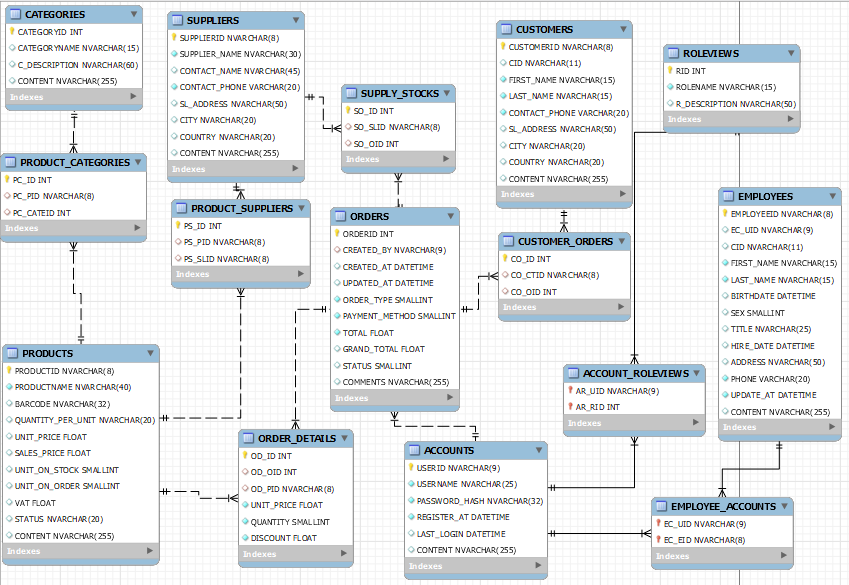 CATEGORIES
CATEGORYID INT
CATEGORYNAME NVARCHAR(15)
C_DESCRIPTION NVARCHAR(60)
CONTENT NVARCHAR(255)
Indexes
SUPPLIERS
SUPPLIERID NVARCHAR(8)
SUPPLIER_NAME NVARCHAR(30)
CONTACT_NAME NVARCHAR(45)
CONTACT_PHONE VARCHAR(20)
SL_ADDRESS NVARCHAR(50)
CITY NVARCHAR(20)
COUNTRY NVARCHAR(20)
CONTENT NVARCHAR(255)
Indexes
SUPPLY_STOCKS
SO_ID INT
SO_SLID NVARCHAR(8)
SO_OID INT
Indexes
CUSTOMERS
CUSTOMERID NVARCHAR(8)
CID NVARCHAR(11)
FIRST_NAME NVARCHAR(15)
LAST_NAME NVARCHAR(15)
CONTACT_PHONE VARCHAR(20)
SL_ADDRESS NVARCHAR(50)
CITY NVARCHAR(20)
COUNTRY NVARCHAR(20)
CONTENT NVARCHAR(255)
Indexes
ROLEVIEWS
RID INT
ROLENAME NVARCHAR(15)
R_DESCRIPTION NVARCHAR(50)
Indexes
PRODUCT_CATEGORIES
PC_ID INT
PC_PID NVARCHAR(8)
PC_CATEID INT
Indexes
PRODUCT_SUPPLIERS
PS_ID INT
PS_PID NVARCHAR(8)
PS_SLID NVARCHAR(8)
Indexes
ORDERS
ORDERID INT
CREATED_BY NVARCHAR(9)
CREATED_AT DATETIME
UPDATED_AT DATETIME
ORDER_TYPE SMALLINT
PAYMENT_METHOD SMALLINT
TOTAL FLOAT
GRAND_TOTAL FLOAT
STATUS SMALLINT
COMMENTS NVARCHAR(255)
Indexes
CUSTOMER_ORDERS
CO_ID INT
CO_CTID NVARCHAR(8)
CO_OID INT
Indexes
EMPLOYEES
EMPLOYEEID NVARCHAR(8)
EC_UID NVARCHAR(9)
CID NVARCHAR(11)
FIRST_NAME NVARCHAR(15)
LAST_NAME NVARCHAR(15)
BIRTHDATE DATETIME
SEX SMALLINT
TITLE NVARCHAR(25)
HIRE_DATE DATETIME
ADDRESS NVARCHAR(50)
PHONE VARCHAR(20)
UPDATE_AT DATETIME
CONTENT NVARCHAR(255)
Indexes
PRODUCTS
PRODUCTID NVARCHAR(8)
PRODUCTNAME NVARCHAR(40)
BARCODE NVARCHAR(32)
QUANTITY_PER_UNIT NVARCHAR(20)
UNIT_PRICE FLOAT
SALES_PRICE FLOAT
UNIT_ON_STOCK SMALLINT
UNIT_ON_ORDER SMALLINT
VAT FLOAT
STATUS NVARCHAR(20)
CONTENT NVARCHAR(255)
Indexes
ORDER_DETAILS
OD_ID INT
OD_OID INT
OD_PID NVARCHAR(8)
UNIT_PRICE FLOAT
QUANTITY SMALLINT
DISCOUNT FLOAT
Indexes
ACCOUNTS
USERID NVARCHAR(9)
USERNAME NVARCHAR(25)
PASSWORD_HASH NVARCHAR(32)
REGISTER_AT DATETIME
LAST_LOGIN DATETIME
CONTENT NVARCHAR(255)
Indexes
ACCOUNT_ROLEVIEWS
AR_UID NVARCHAR(9)
AR_RID INT
Indexes
EMPLOYEE_ACCOUNTS
EC_UID NVARCHAR(9)
EC_EID NVARCHAR(8)
Indexes